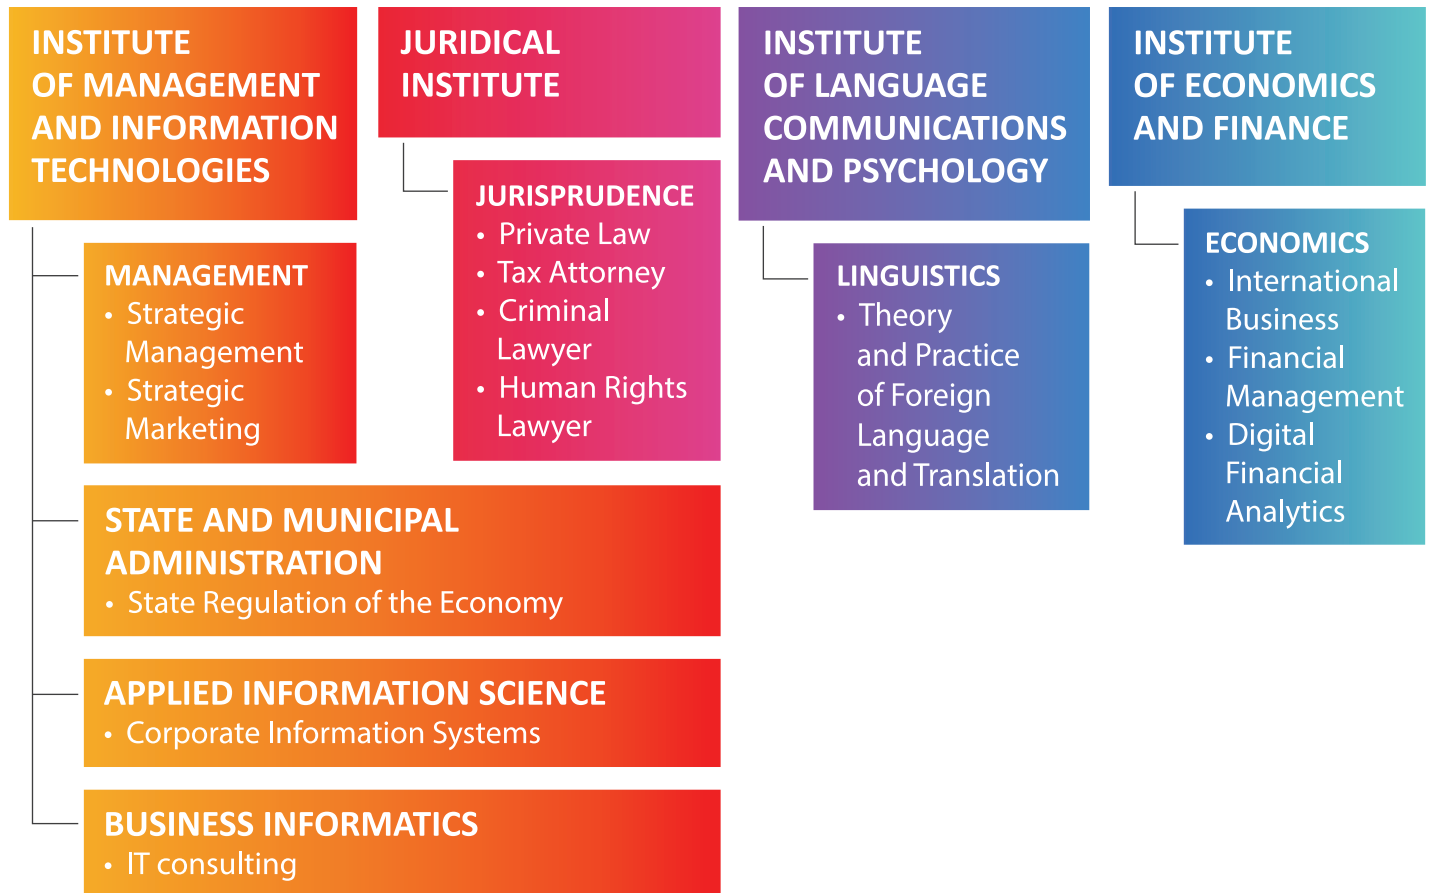 INSTITUTE
OF MANAGEMENT
AND INFORMATION
TECHNOLOGIES
MANAGEMENT
• Strategic
Management
• Strategic
Marketing
STATE AND MUNICIPAL
ADMINISTRATION
• State Regulation of the Economy
APPLIED INFORMATION SCIENCE
• Corporate Information Systems
BUSINESS INFORMATICS
• IT consulting
JURIDICAL
INSTITUTE
JURISPRUDENCE
• Private Law
• Tax Attorney
• Criminal
Lawyer
• Human Rights
Lawyer
INSTITUTE
OF LANGUAGE
COMMUNICATIONS
AND PSYCHOLOGY
LINGUISTICS
• Theory
and Practice
of Foreign
Language
and Translation
INSTITUTE
OF ECONOMICS
AND FINANCE
ECONOMICS
• International
Business
• Financial
Management
• Digital
Financial
Analytics